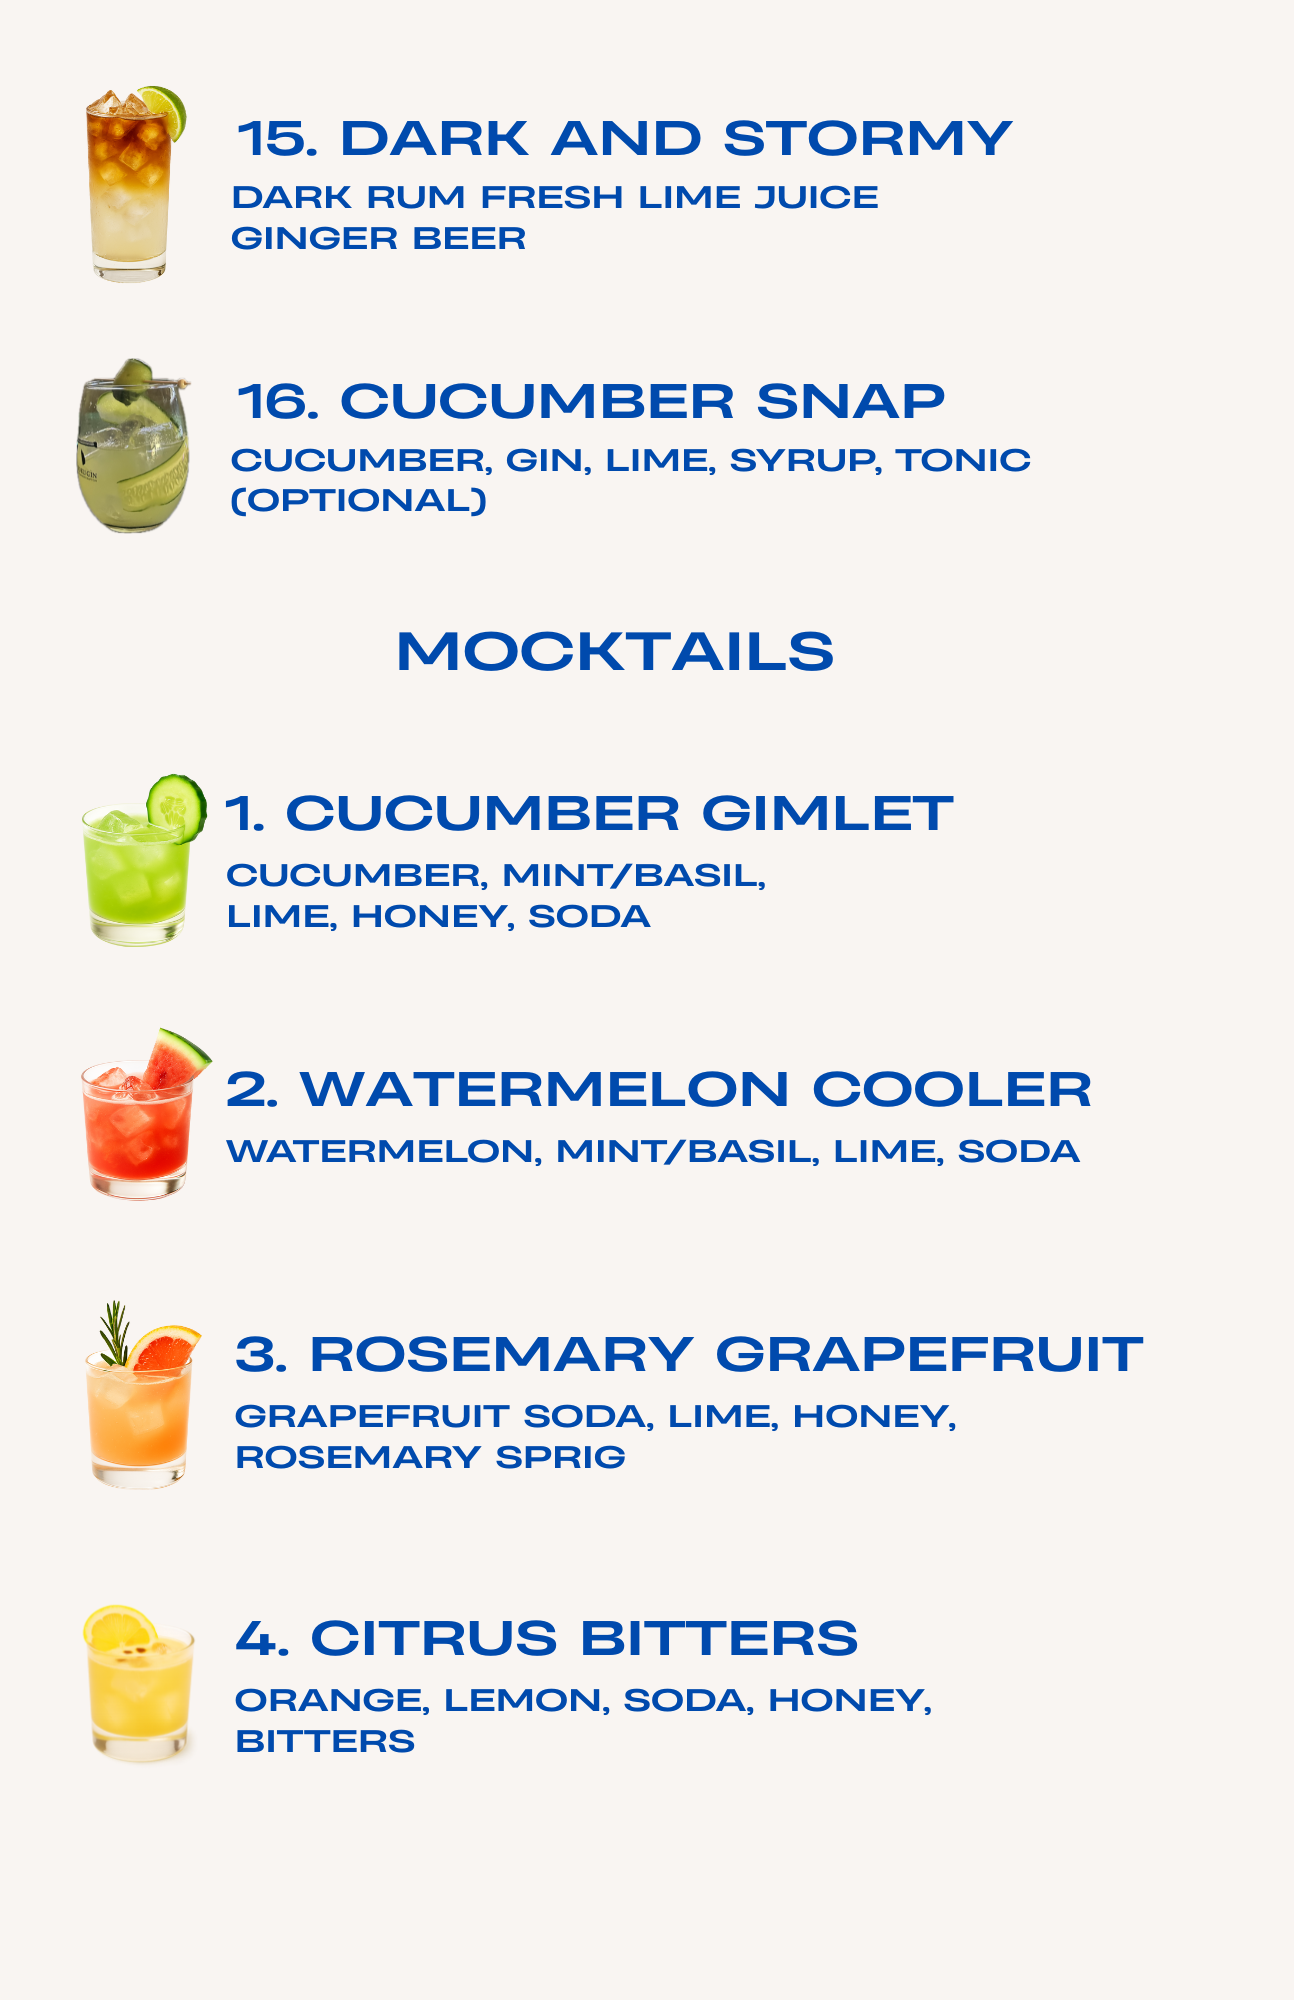 15. DARK AND STORMY
DARK RUM FRESH LIME JUICE
GINGER BEER
16. CUCUMBER SNAP
CUCUMBER, GIN, LIME, SYRUP, TONIC
(OPTIONAL)
MOCKTAILS
1. CUCUMBER GIMLET
CUCUMBER, MINT/BASIL,
LIME, HONEY, SODA
2. WATERMELON COOLER
WATERMELON, MINT/BASIL, LIME, SODA
3. ROSEMARY GRAPEFRUIT
GRAPEFRUIT SODA, LIME, HONEY,
ROSEMARY SPRIG
4. CITRUS BITTERS
ORANGE, LEMON, SODA, HONEY,
BITTERS